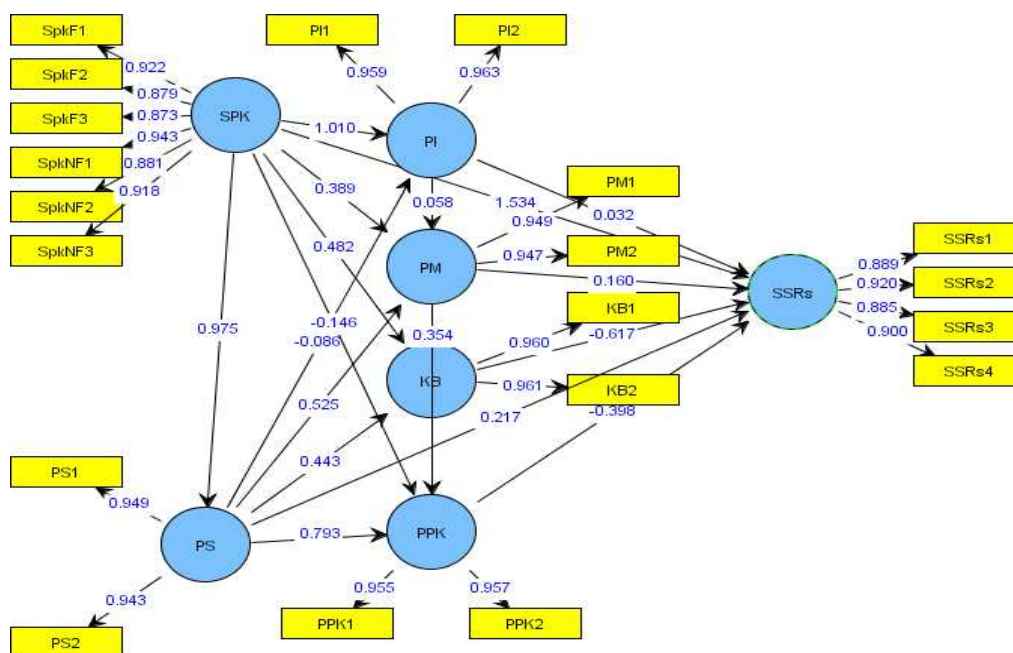 SpkF1
PI1
PI2
SpkF2
0.922
0.959
0.963
0.879
SpkF3
SPK
0.873
1.010
PI
SpkNF1
0.943
0.881
0.918
SpkNF2
0.389
0.058
1.534
PM1
0.032
0.949
SpkNF3
0.482
PM
0.947
PM2
0.160
SSRs1
0.889
SSRs
0.920
SSRs2
0.885
SSRs3
0.900
SSRs4
0.975
-0.146
0.354
KB1
-0.086
0.960
-0.617
KB
0.961
KB2
0.525
0.217
-0.398
0.443
PS1
0.949
PS
0.793
PPK
0.943
0.955
0.957
PS2
PPK1
PPK2